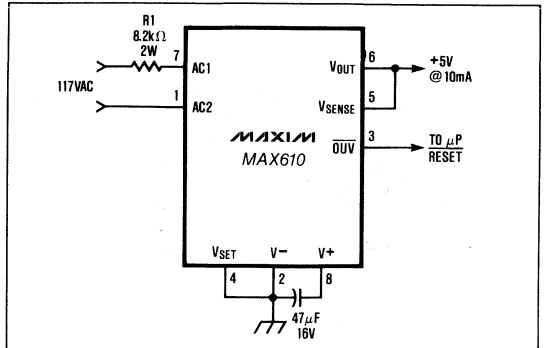 R1
8.2kΩ
2W
7
AC1
117VAC
1
AC2
VOUT
6
+5V
@10mA
VSENSE
5
MAXIM
MAX610
OUV
3
TO μP
RESET
VSET
V−
V+
4
2
8
47μF
16V